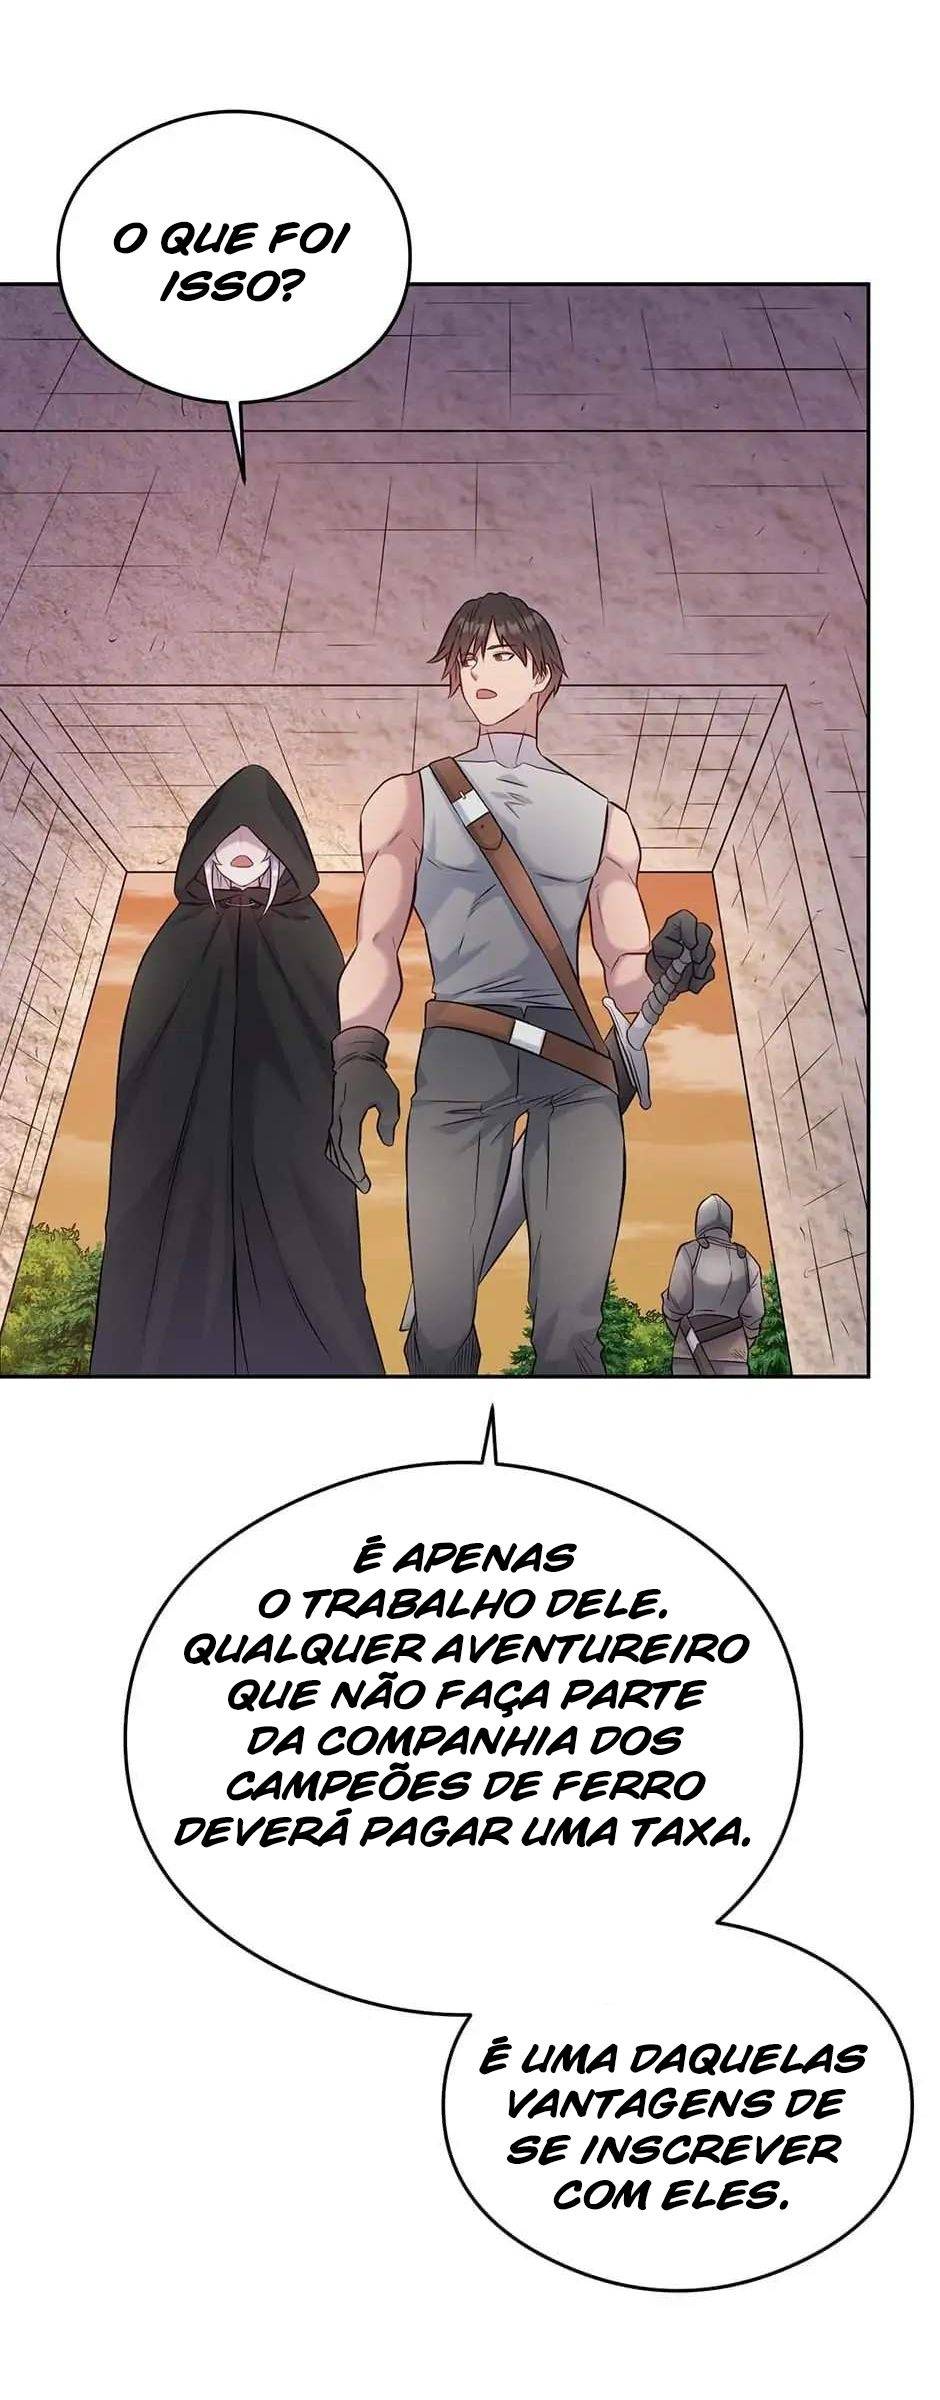 O QUE FOI
ISSO?
É APENAS
O TRABALHO DELE.
QUALQUER AVENTUREIRO
QUE NÃO FAÇA PARTE
DA COMPANHIA DOS
CAMPEÕES DE FERRO
DEVERÁ PAGAR UMA TAXA.
É UMA DAQUELAS
VANTAGENS DE
SE INSCREVER
COM ELES.